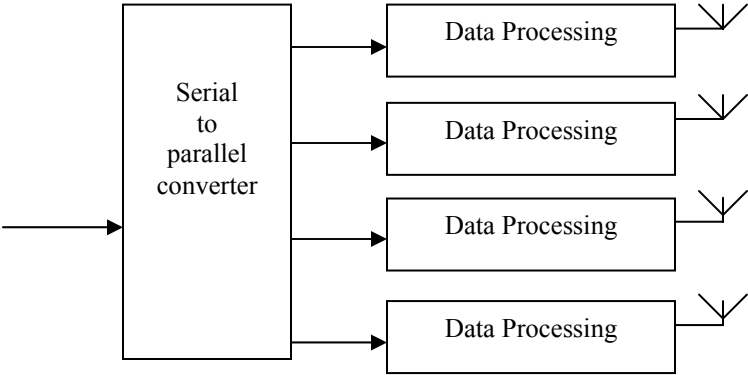 Data Processing
Serial
to
parallel
converter
Data Processing
Data Processing
Data Processing